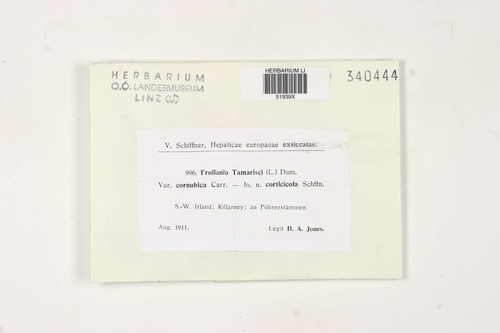 HERBARIUM
O.Ö. LANDESMUSEUM
LINZ (LI)
HERBARIUM LI
51939X
340444
V. Schiffner. Hepaticae europaeae exsiccatae.
996. Frullania Tamarisci (L.) Dum.
Var. cornubica Carr. — fo. n. corticicola Schffn.
S.-W. Irland: Killarney; an Föhrenstämmen.
Aug. 1911. Legit D. A. Jones.